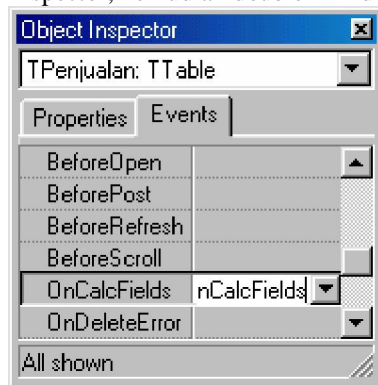 Object Inspector
TPenjualan: TTable
Properties Events
BeforeOpen
BeforePost
BeforeRefresh
BeforeScroll
OnCalcFields nCalcFields
OnDeleteError
All shown